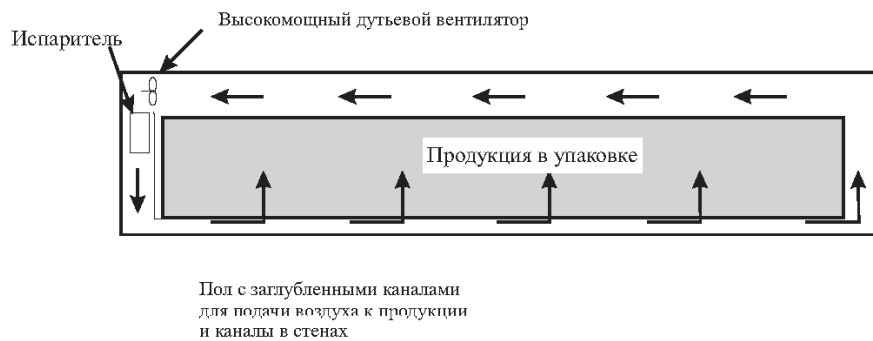 Высокомощный дутьевой вентилятор
Испаритель
Продукция в упаковке
Пол с заглубленными каналами
для подачи воздуха к продукции
и каналы в стенах